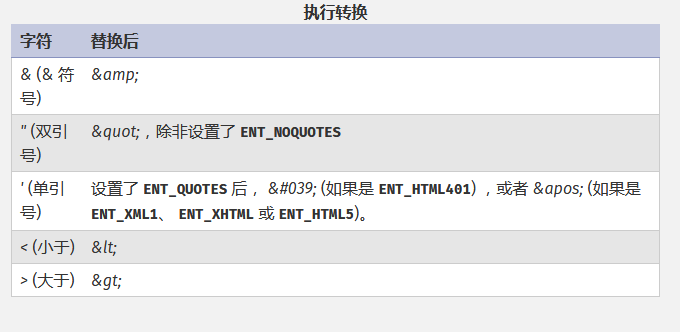 执行转换
字符 替换后
& (& 符 &amp;
号)
" (双引 &quot;，除非设置了 ENT_NOQUOTES
号)
' (单引 设置了 ENT_QUOTES 后， &#039; (如果是 ENT_HTML401) ，或者 &apos; (如果是
号) ENT_XML1、 ENT_XHTML 或 ENT_HTML5)。
< (小于) &lt;
> (大于) &gt;